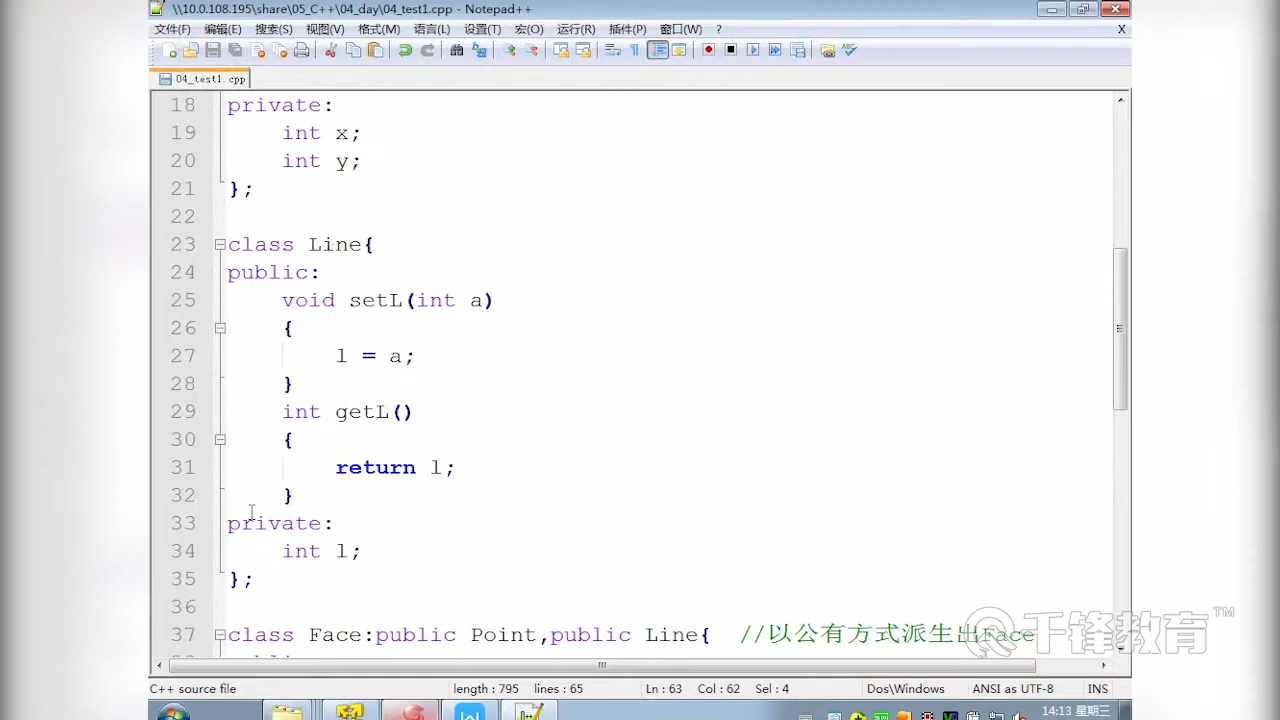 \\10.0.108.195\share\05_C++\04_day\04_test1.cpp - Notepad++
文件(F) 编辑(E) 搜索(S) 视图(V) 格式(M) 语言(L) 设置(T) 宏(O) 运行(R) 插件(P) 窗口(W) ? X
04_test1.cpp
18 private:
19 int x;
20 int y;
21 };
22
23 class Line{
24 public:
25 void setL(int a)
26 {
27 l = a;
28 }
29 int getL()
30 {
31 return l;
32 }
33 private:
34 int l;
35 };
36
37 class Face:public Point,public Line{ //以公有方式派生出Face
千锋教育™
C++ source file length : 795 lines : 65 Ln : 63 Col : 62 Sel : 4 Dos\Windows ANSI as UTF-8 INS
14:13 星期三